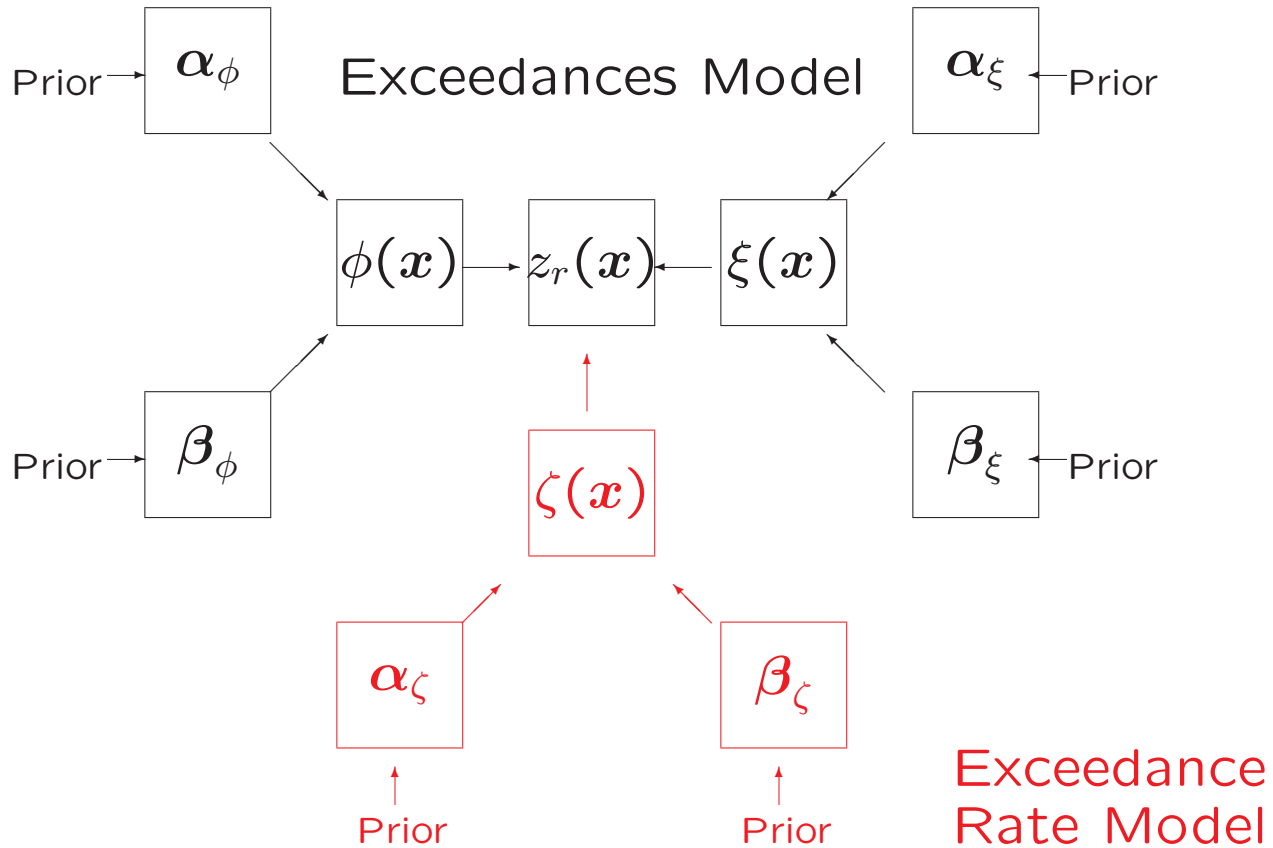 Prior
α_ϕ
Exceedances Model
α_ξ
Prior
ϕ(x)
z_r(x)
ξ(x)
Prior
β_ϕ
β_ξ
Prior
ζ(x)
α_ζ
β_ζ
Prior
Prior
Exceedance
Rate Model